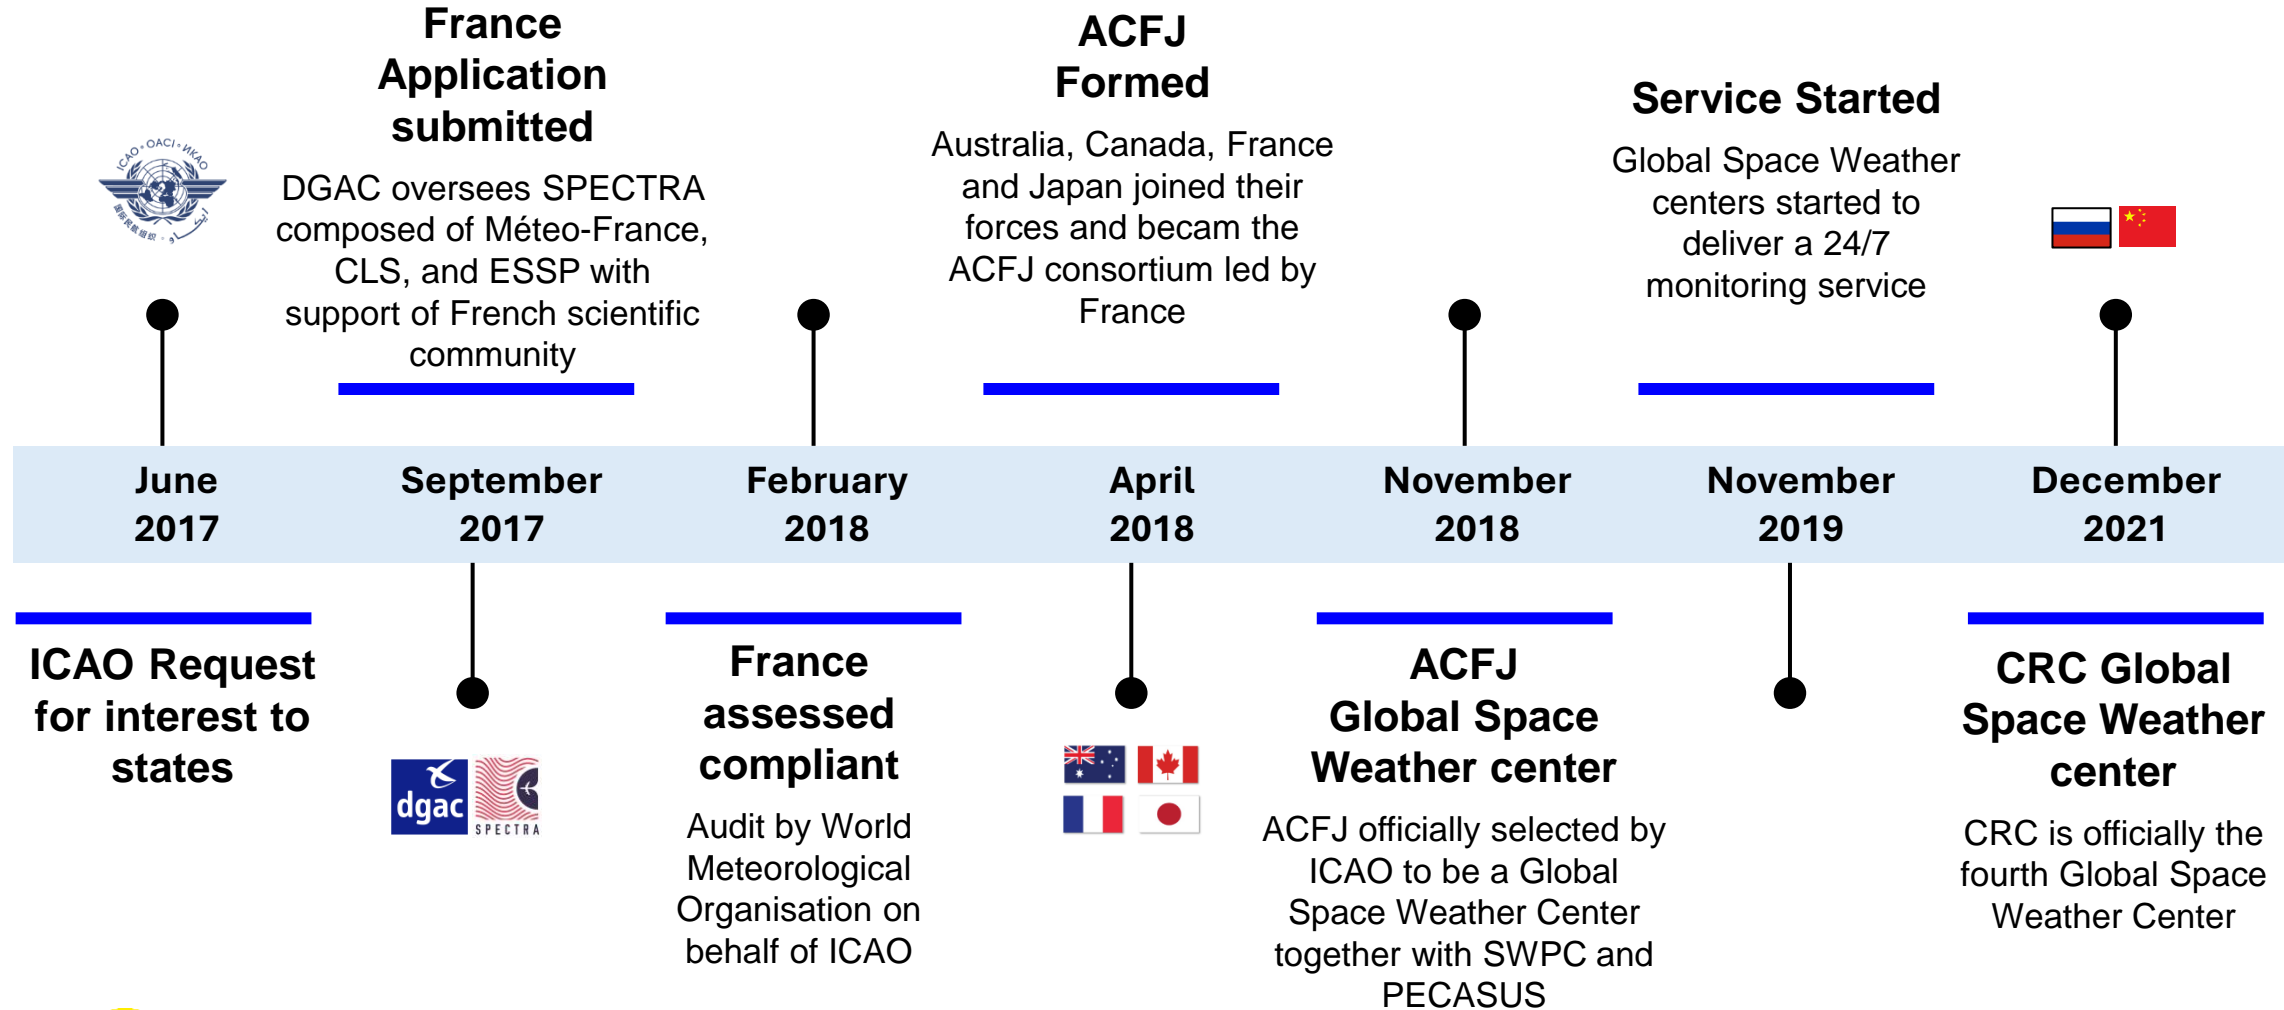 France
Application
submitted
DGAC oversees SPECTRA
composed of Méteo-France,
CLS, and ESSP with
support of French scientific
community
ACFJ
Formed
Australia, Canada, France
and Japan joined their
forces and becam the
ACFJ consortium led by
France
Service Started
Global Space Weather
centers started to
deliver a 24/7
monitoring service
ICAO · OACI · ИКАО
June
2017
September
2017
February
2018
April
2018
November
2018
November
2019
December
2021
ICAO Request
for interest to
states
dgac
SPECTRA
France
assessed
compliant
Audit by World
Meteorological
Organisation on
behalf of ICAO
ACFJ
Global Space
Weather center
ACFJ officially selected by
ICAO to be a Global
Space Weather Center
together with SWPC and
PECASUS
CRC Global
Space Weather
center
CRC is officially the
fourth Global Space
Weather Center